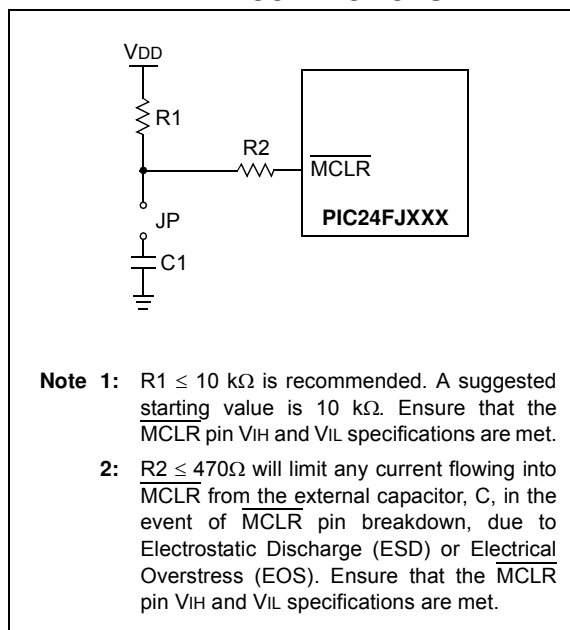 VDD
R1
R2
MCLR
JP
PIC24FJXXX
C1
Note 1: R1 ≤ 10 kΩ is recommended. A suggested
starting value is 10 kΩ. Ensure that the
MCLR pin VIH and VIL specifications are met.
2: R2 ≤ 470Ω will limit any current flowing into
MCLR from the external capacitor, C, in the
event of MCLR pin breakdown, due to
Electrostatic Discharge (ESD) or Electrical
Overstress (EOS). Ensure that the MCLR
pin VIH and VIL specifications are met.